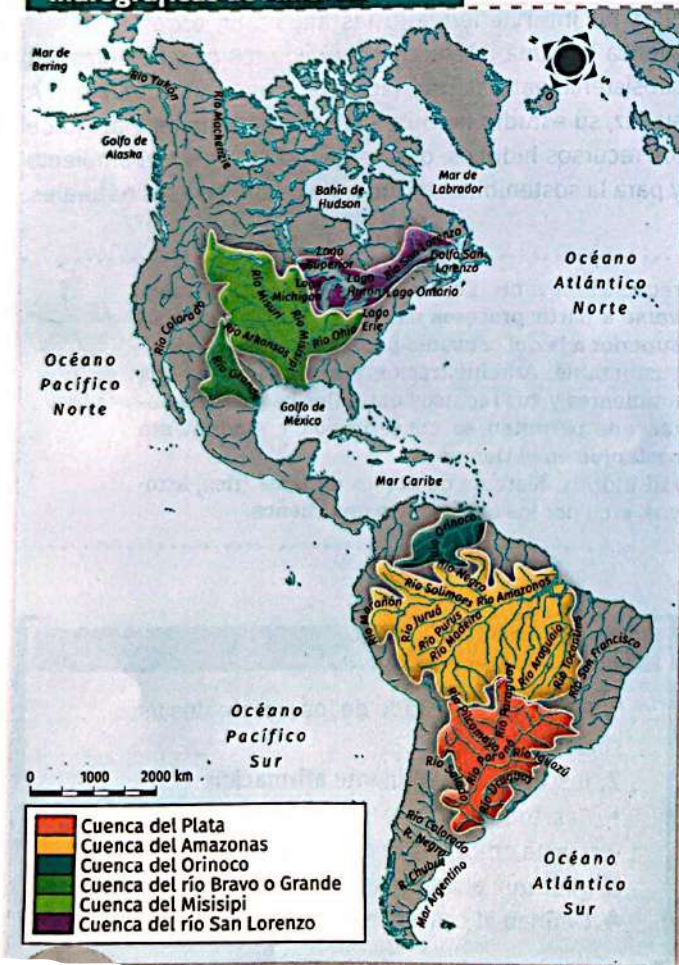 Mar de
Bering
Río Yukón
Río Mackenzie
Golfo de
Alaska
Bahía de
Hudson
Mar de
Labrador
Río San Lorenzo
Golfo San
Lorenzo
Lago
Superior
Lago
Michigan
Lago
Hurón
Lago Ontario
Lago
Erie
Océano
Atlántico
Norte
Río Misuri
Río Misisipi
Río Ohio
Río Arkansas
Río Colorado
Río Grande
Océano
Pacífico
Norte
Golfo de
México
Mar Caribe
Río Orinoco
Río Negro
Río Solimoes
Río Amazonas
Río Marañón
Río Juruá
Río Purus
Río Madeira
Río Araguaia
Río Tocantins
Río San Francisco
Océano
Pacífico
Sur
Río Pilcomayo
Río Paraguay
Río Paraná
Río Iguazú
Río Salado
Río Uruguay
Río Colorado
R. Negro
R. Chubut
Mar Argentino
Océano
Atlántico
Sur
0 1000 2000 km
Cuenca del Plata
Cuenca del Amazonas
Cuenca del Orinoco
Cuenca del río Bravo o Grande
Cuenca del Misisipi
Cuenca del río San Lorenzo
N
E
S
O